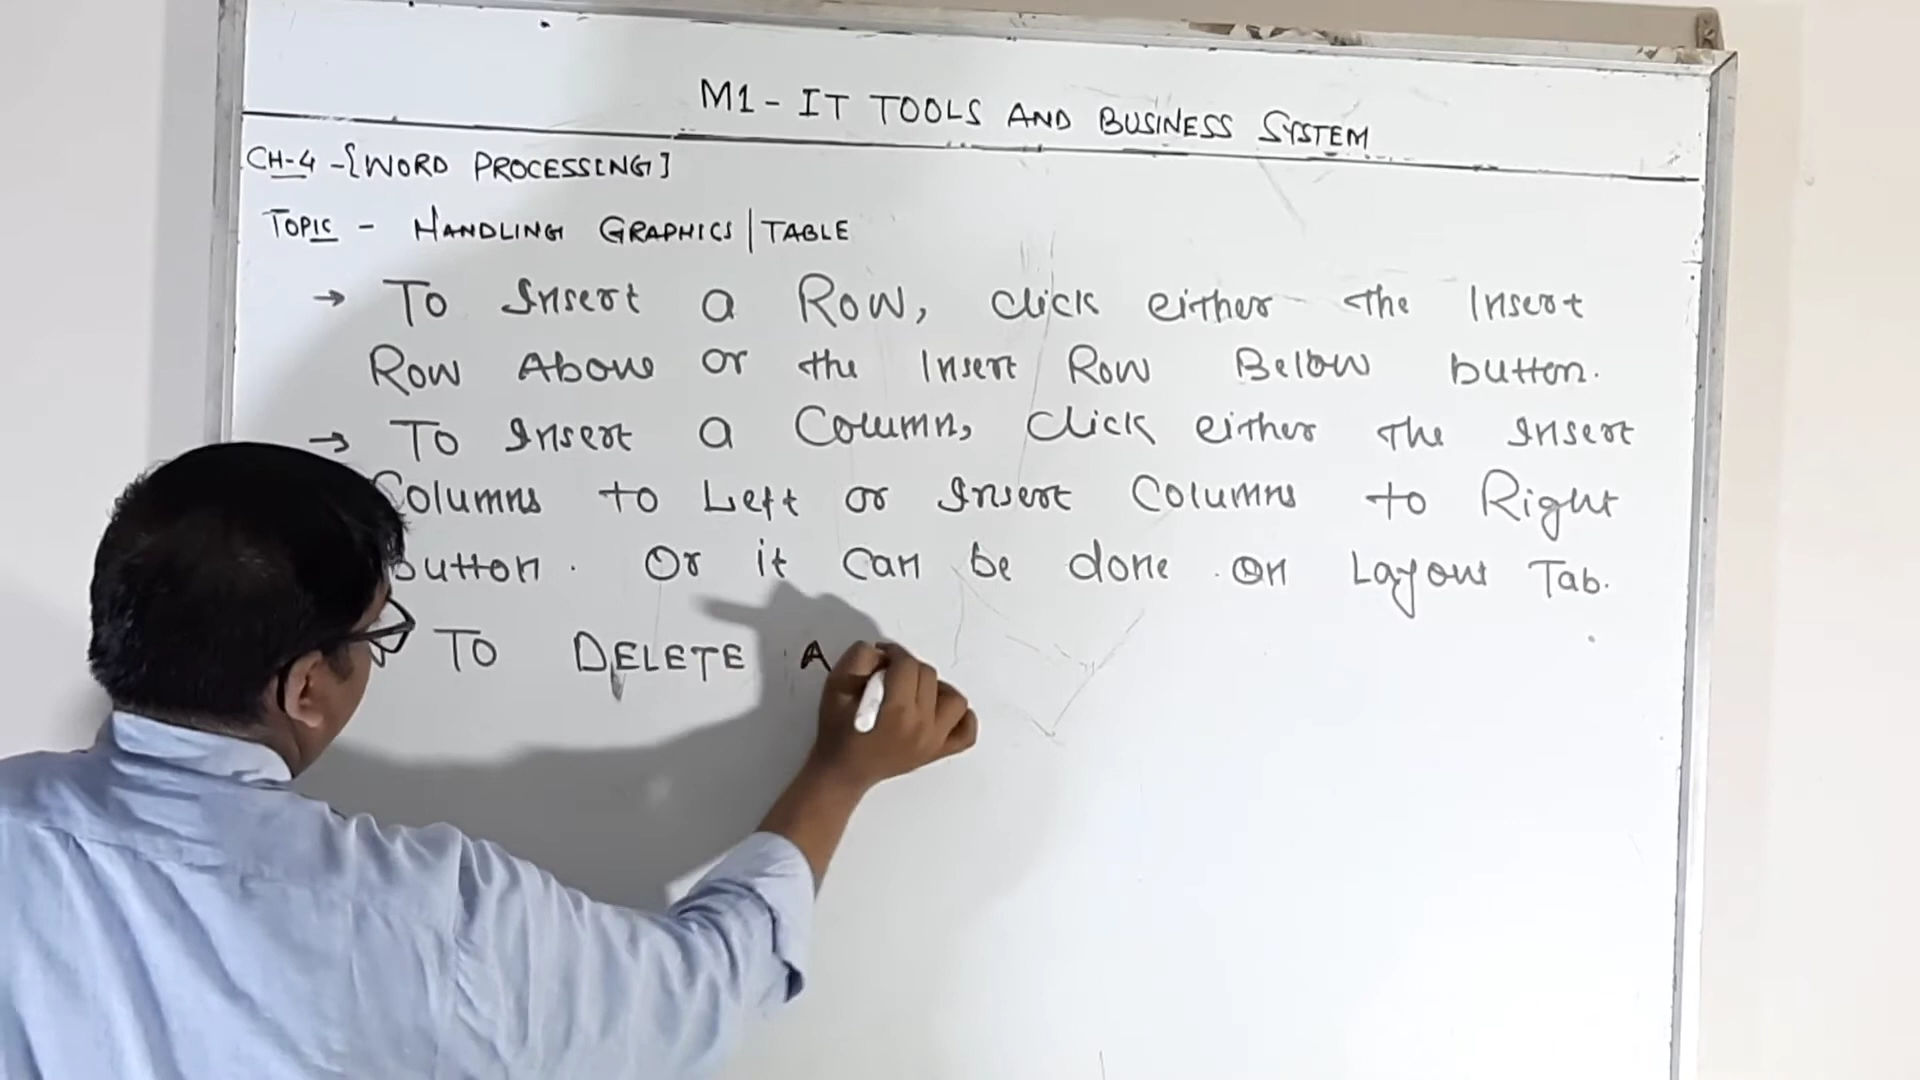 M1 - IT TOOLS AND BUSINESS SYSTEM
CH-4 - [WORD PROCESSING]
TOPIC - HANDLING GRAPHICS | TABLE
→ To Insert a Row, click either the Insert
Row Above or the Insert Row Below button.
→ To Insert a Column, click either the Insert
Columns to Left or Insert Columns to Right
button. Or it can be done on Layout Tab.
TO DELETE A